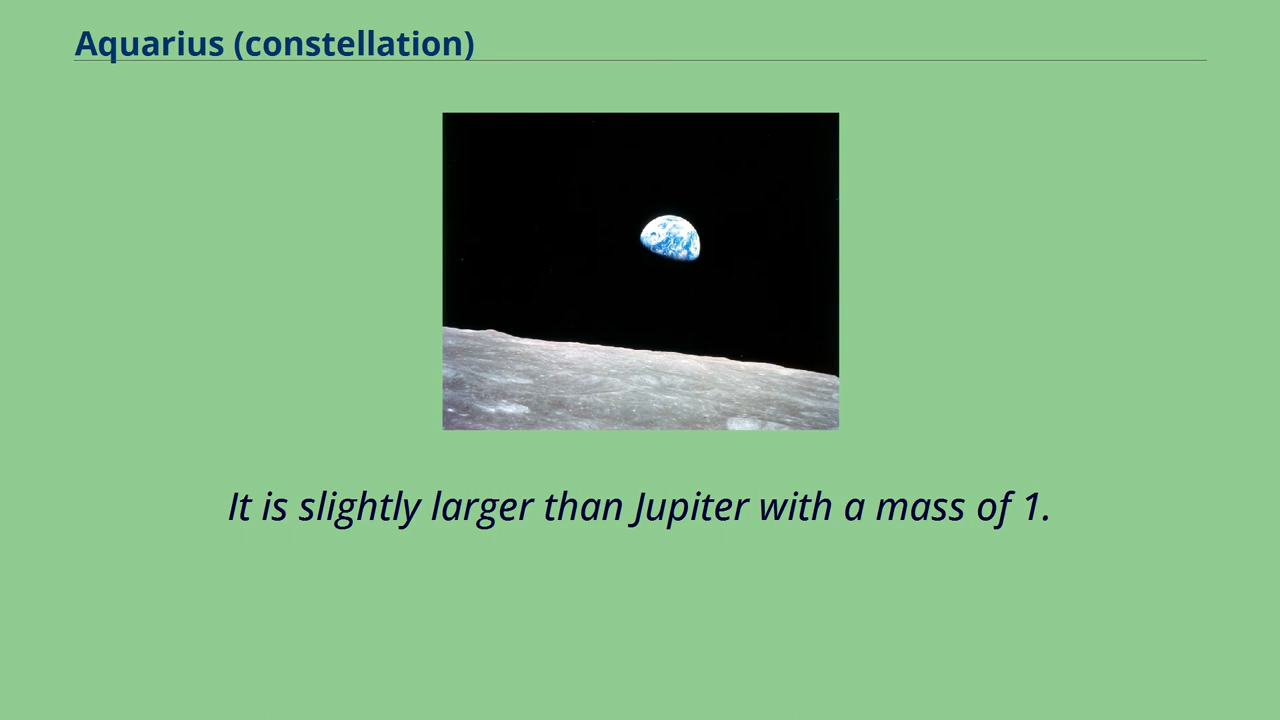 Aquarius (constellation)
It is slightly larger than Jupiter with a mass of 1.